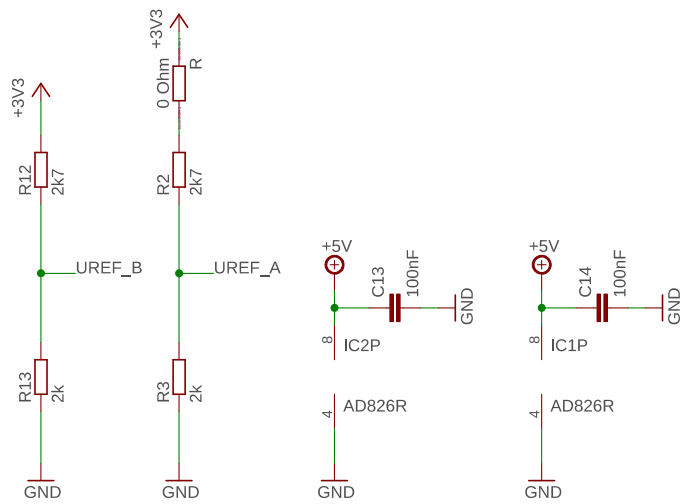 +3V3
R12
2k7
UREF_B
R13
2k
GND
+3V3
R
0 Ohm
R2
2k7
UREF_A
R3
2k
GND
+5V
C13
100nF
GND
8
IC2P
4
AD826R
GND
+5V
C14
100nF
GND
8
IC1P
4
AD826R
GND